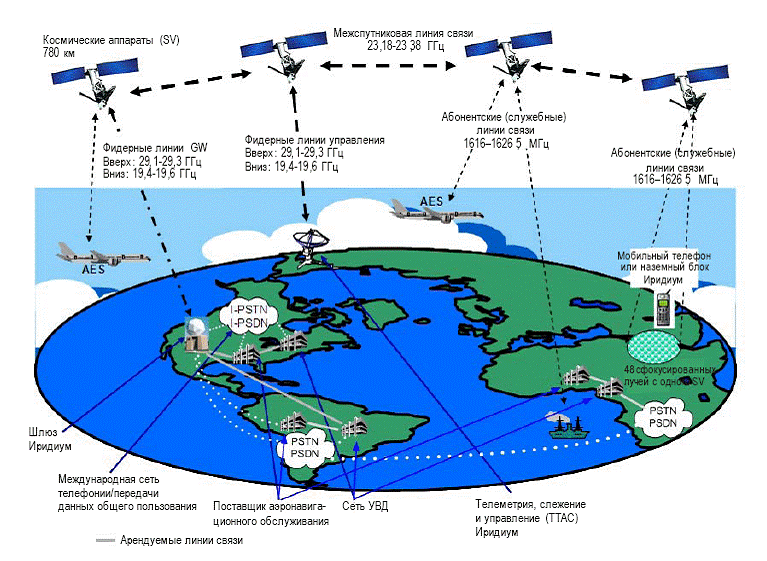 Космические аппараты (SV)
780 км
Межспутниковая линия связи
23,18-23 38 ГГц
Фидерные линии GW
Вверх: 29,1-29,3 ГГц
Вниз: 19,4-19,6 ГГц
Фидерные линии управления
Вверх: 29,1-29,3 ГГц
Вниз: 19,4-19,6 ГГц
Абонентские (служебные)
линии связи
1616–1626 5 МГц
Абонентские (служебные)
линии связи
1616–1626 5 МГц
AES
AES
Мобильный телефон
или наземный блок
Иридиум
I-PSTN
I-PSDN
48 сфокусированных
лучей с одного SV
PSTN
PSDN
PSTN
PSDN
Шлюз
Иридиум
Международная сеть
телефонии/передачи
данных общего пользования
Поставщик аэронавига-
ционного обслуживания
Сеть УВД
Телеметрия, слежение
и управление (TTAC)
Иридиум
Арендуемые линии связи